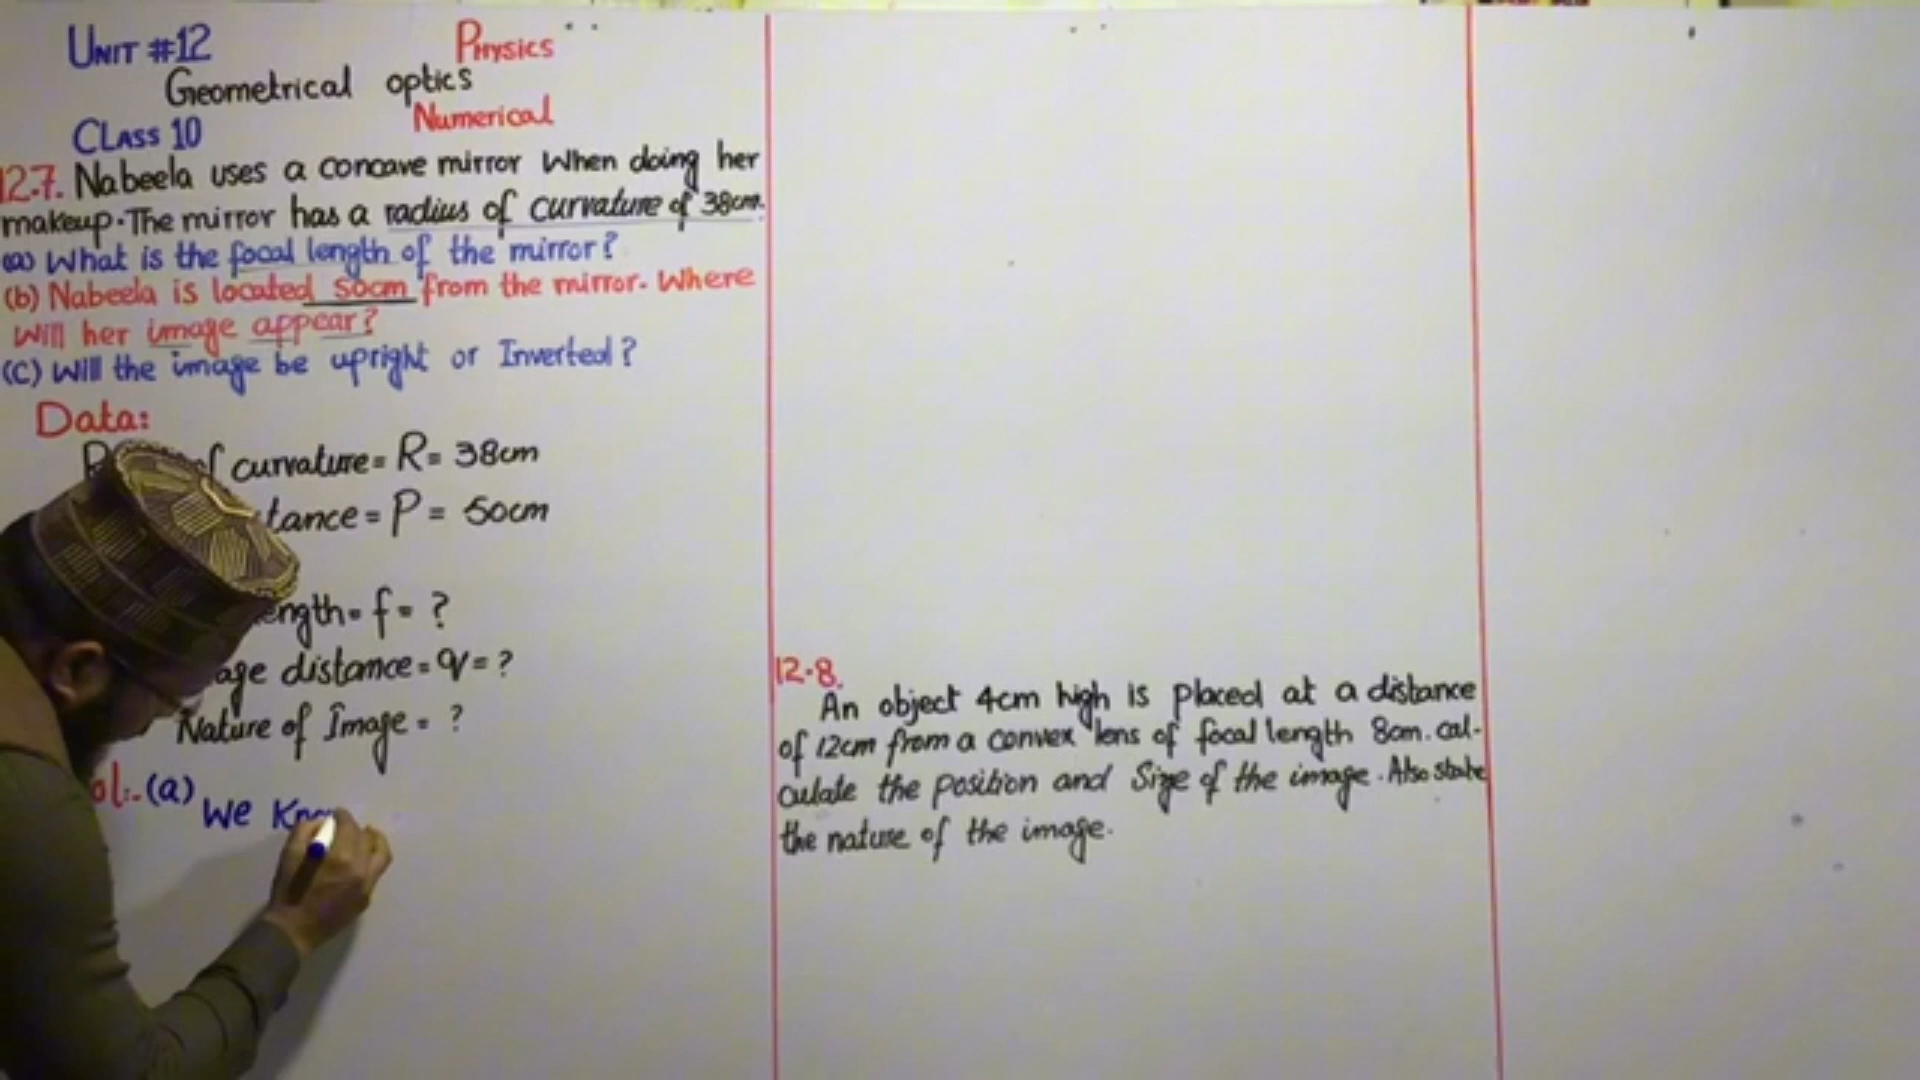 UNIT #12 Physics
Geometrical optics
Numerical
CLASS 10
12.7. Nabeela uses a concave mirror When doing her
makeup. The mirror has a radius of curvature of 38cm.
(a) What is the focal length of the mirror?
(b) Nabeela is located 50cm from the mirror. Where
Will her image appear?
(C) Will the image be upright or Inverted?
Data:
curvature = R = 38cm
= P = 50cm
f = ?
distance = q = ?
Nature of Image = ?
(a) We
12.8.
An object 4cm high is placed at a distance
of 12cm from a convex lens of focal length 8cm. cal-
culate the position and Size of the image. Also state
the nature of the image.